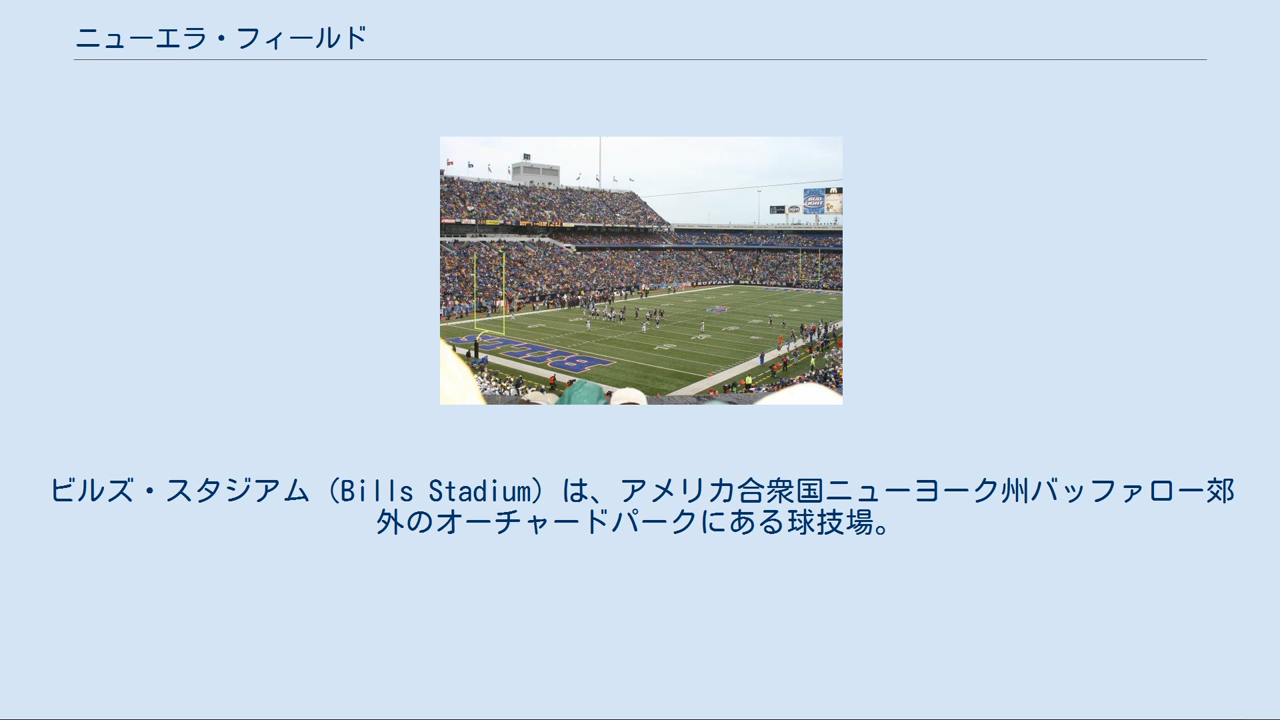 ニューエラ・フィールド
BUD LIGHT
BILLS
ビルズ・スタジアム（Bills Stadium）は、アメリカ合衆国ニューヨーク州バッファロー郊
外のオーチャードパークにある球技場。